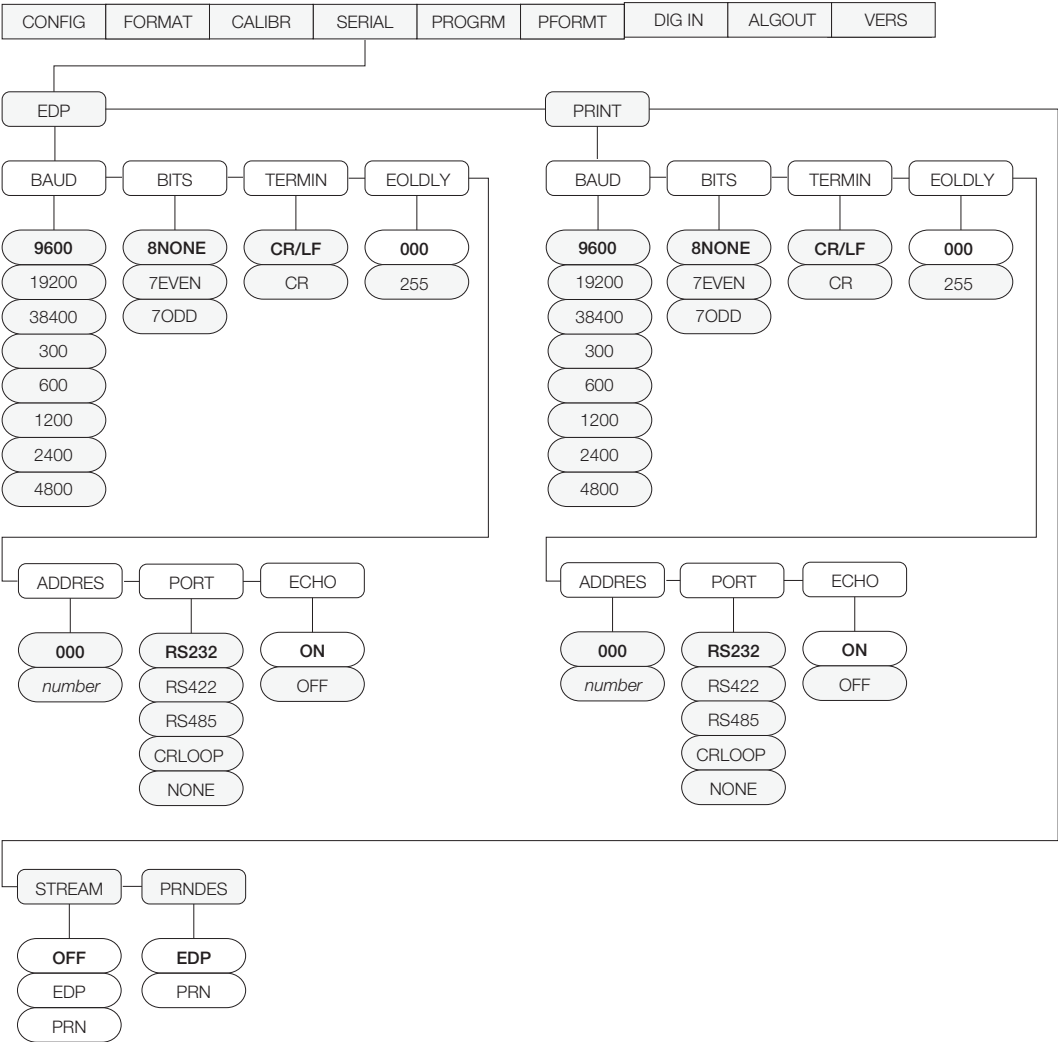 CONFIG FORMAT CALIBR SERIAL PROGRM PFORMT DIG IN ALGOUT VERS
EDP PRINT
BAUD BITS TERMIN EOLDLY BAUD BITS TERMIN EOLDLY
9600 8NONE CR/LF 000 9600 8NONE CR/LF 000
19200 7EVEN CR 255 19200 7EVEN CR 255
38400 7ODD 38400 7ODD
300 300
600 600
1200 1200
2400 2400
4800 4800
ADDRES PORT ECHO ADDRES PORT ECHO
000 RS232 ON 000 RS232 ON
number RS422 OFF number RS422 OFF
RS485 RS485
CRLOOP CRLOOP
NONE NONE
STREAM PRNDES
OFF EDP
EDP PRN
PRN